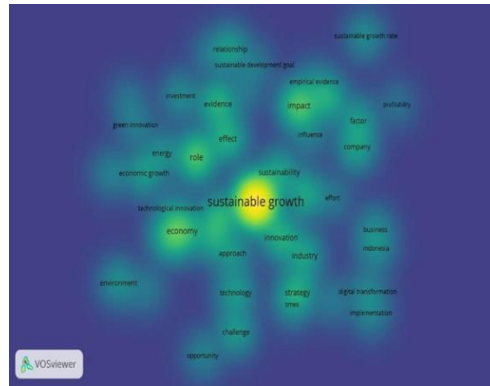 sustainable growth rate
relationship
sustainable development goal
empirical evidence
investment
evidence
impact
profitability
green innovation
influence
factor
effect
company
energy
role
economic growth
sustainability
sustainable growth
effort
technological innovation
economy
innovation
business
approach
industry
indonesia
environment
technology
strategy
digital transformation
smes
implementation
challenge
opportunity
VOSviewer